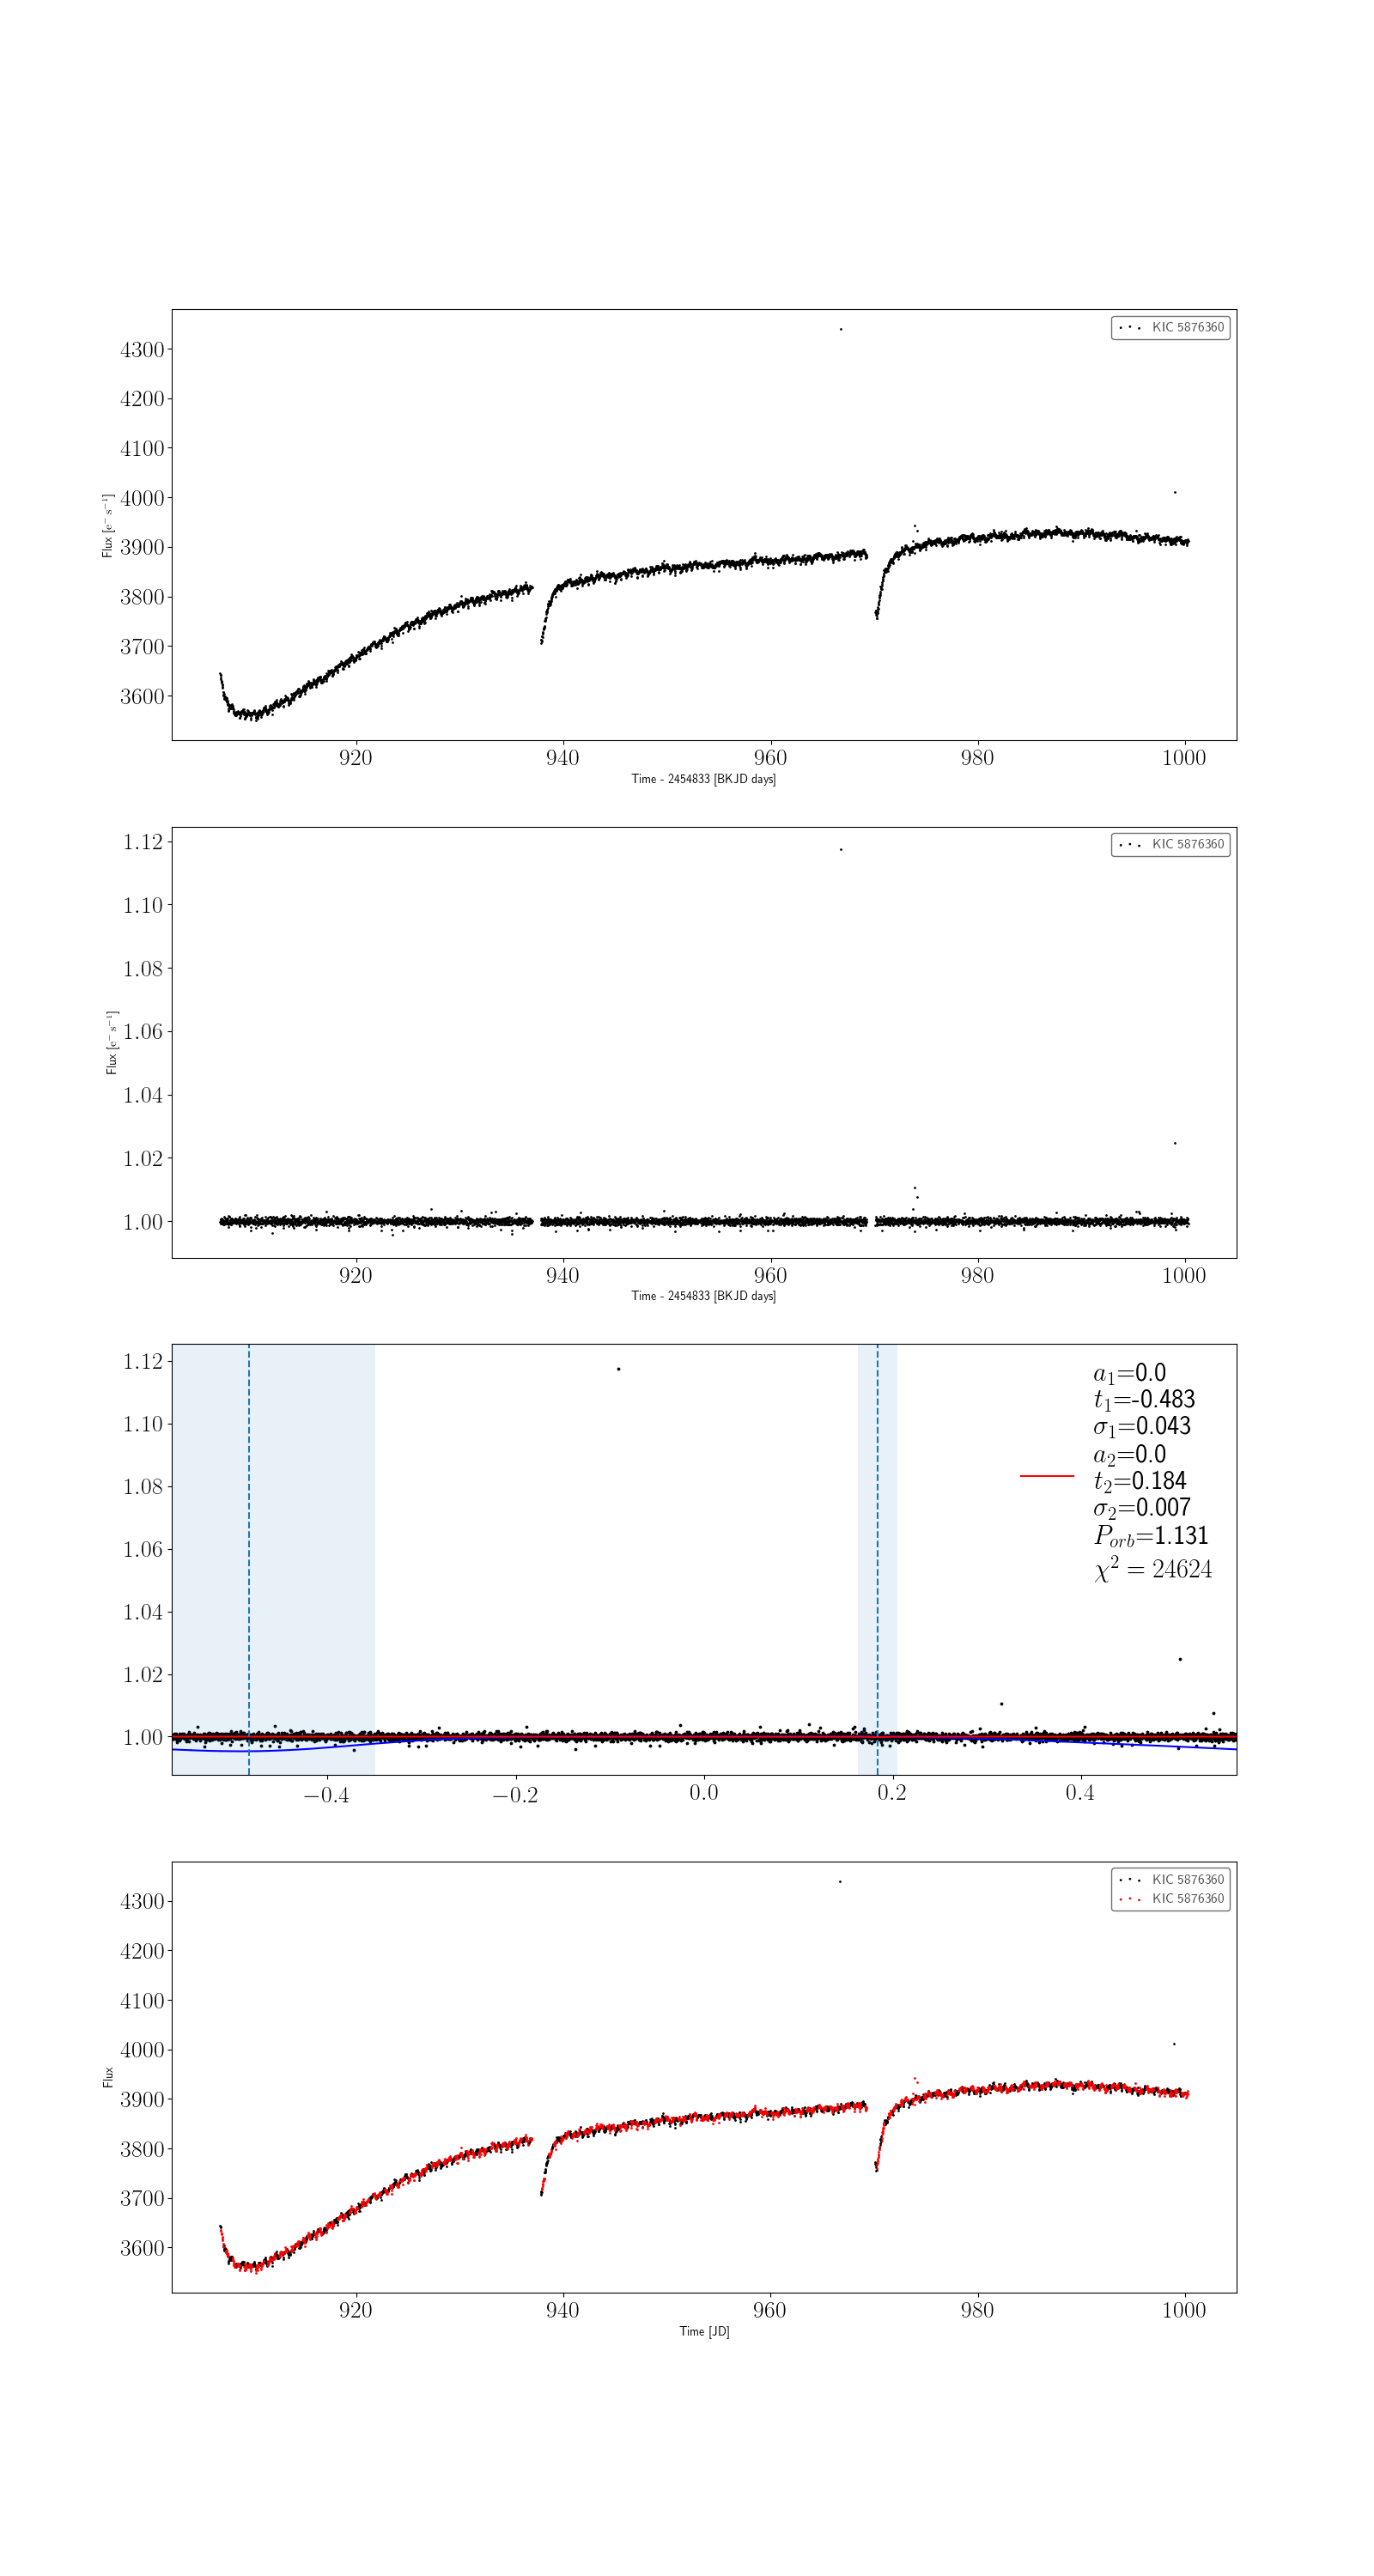 KIC 5876360
4300
4200
4100
4000
3900
3800
3700
3600
Flux [e⁻ s⁻¹]
920 940 960 980 1000
Time - 2454833 [BKJD days]
KIC 5876360
1.12
1.10
1.08
1.06
1.04
1.02
1.00
Flux [e⁻ s⁻¹]
920 940 960 980 1000
Time - 2454833 [BKJD days]
1.12
1.10
1.08
1.06
1.04
1.02
1.00
a₁=0.0
t₁=-0.483
σ₁=0.043
a₂=0.0
t₂=0.184
σ₂=0.007
P_orb=1.131
χ² = 24624
−0.4 −0.2 0.0 0.2 0.4
KIC 5876360
KIC 5876360
4300
4200
4100
4000
3900
3800
3700
3600
Flux
920 940 960 980 1000
Time [JD]